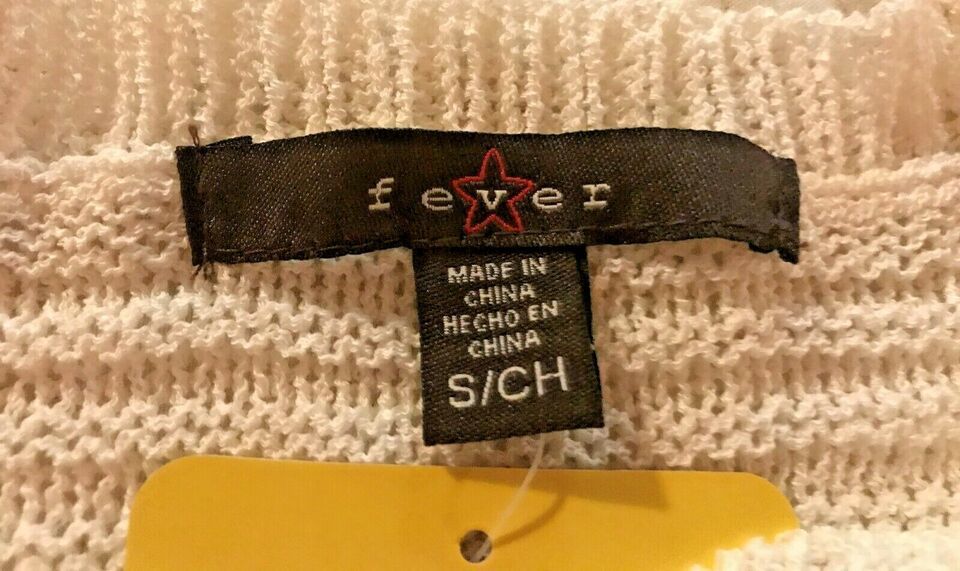 fever
MADE IN
CHINA
HECHO EN
CHINA
S/CH